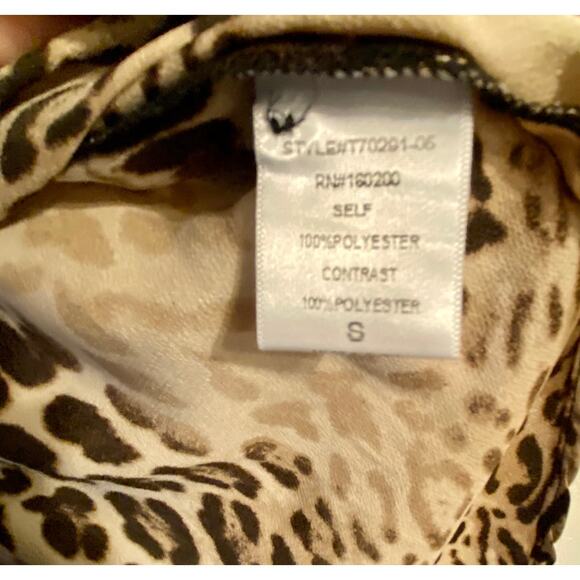 STYLE#T70291-06
RN#160200
SELF
100%POLYESTER
CONTRAST
100%POLYESTER
S